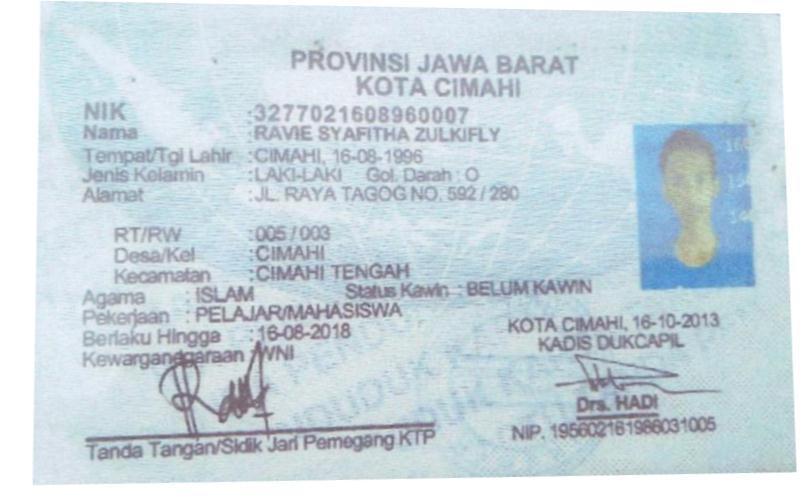 PROVINSI JAWA BARAT
KOTA CIMAHI
NIK :3277021608960007
Nama :RAVIE SYAFITHA ZULKIFLY
Tempat/Tgl Lahir :CIMAHI, 16-08-1996
Jenis Kelamin :LAKI-LAKI Gol. Darah : O
Alamat :JL. RAYA TAGOG NO. 592 / 280
RT/RW :005 / 003
Desa/Kel :CIMAHI
Kecamatan :CIMAHI TENGAH
Agama : ISLAM Status Kawin : BELUM KAWIN
Pekerjaan : PELAJAR/MAHASISWA
Berlaku Hingga :16-08-2018
Kewarganegaraan :WNI
KOTA CIMAHI, 16-10-2013
KADIS DUKCAPIL
Drs. HADI
NIP. 195602161986031005
Tanda Tangan/Sidik Jari Pemegang KTP